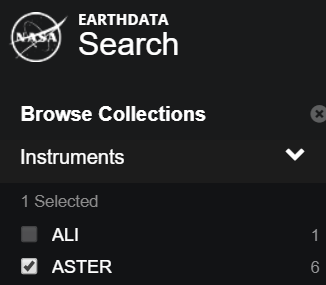 NASA
EARTHDATA
Search
Browse Collections
Instruments
1 Selected
ALI 1
ASTER 6